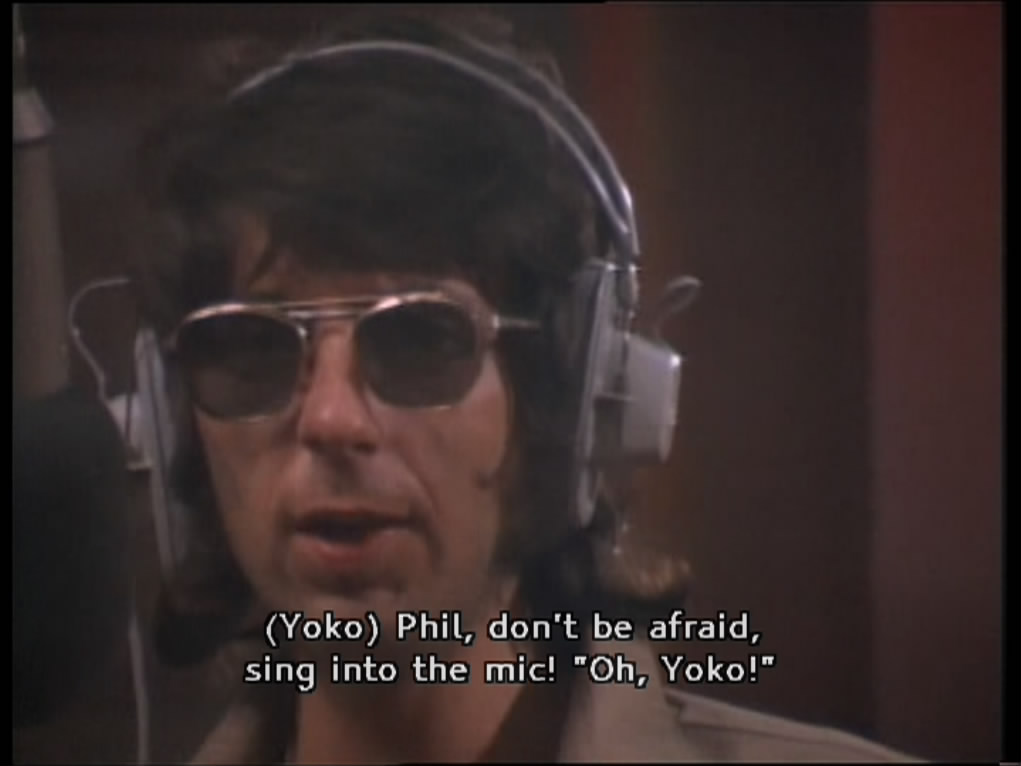 (Yoko) Phil, don't be afraid,
sing into the mic! "Oh, Yoko!"